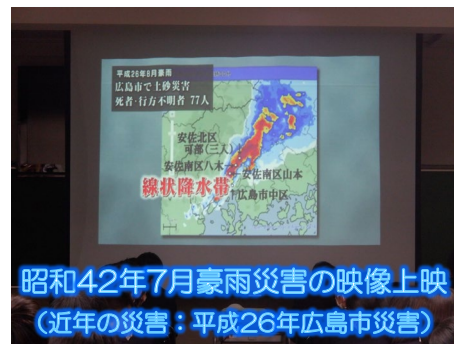 平成26年8月豪雨
広島市で土砂災害
死者・行方不明者 77人
安佐北区
可部(三入)
安佐南区八木
安佐南区山本
線状降水帯
広島市中区
昭和42年7月豪雨災害の映像上映
(近年の災害:平成26年広島市災害)